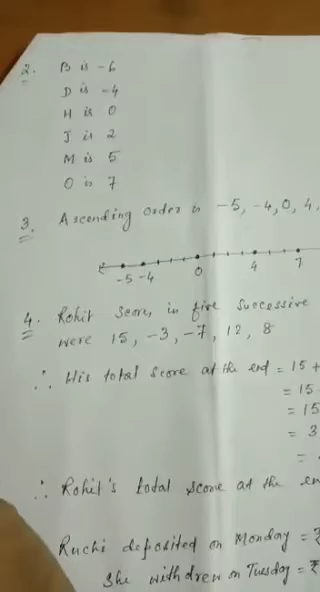 2. B is -6
D is -4
H is 0
J is 2
M is 5
O is 7
3. Ascending order is -5, -4, 0, 4,
-5 -4 0 4 7
4. Rohit scores in five successive
were 15, -3, -7, 12, 8
∴ His total score at the end = 15 +
= 15
= 15
= 3
=
∴ Rohit's total score at the en
Ruchi deposited on Monday = ₹
She withdrew on Tuesday = ₹